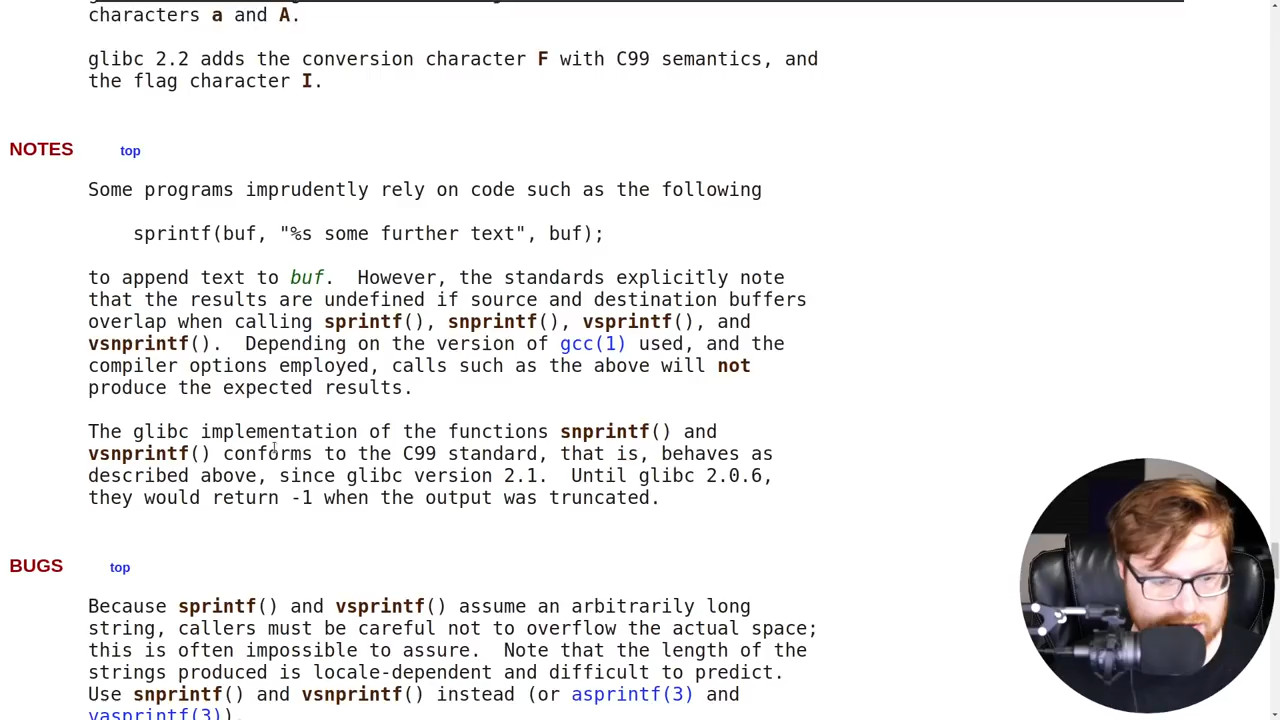 characters a and A.
glibc 2.2 adds the conversion character F with C99 semantics, and
the flag character I.
NOTES top
Some programs imprudently rely on code such as the following
sprintf(buf, "%s some further text", buf);
to append text to buf.  However, the standards explicitly note
that the results are undefined if source and destination buffers
overlap when calling sprintf(), snprintf(), vsprintf(), and
vsnprintf().  Depending on the version of gcc(1) used, and the
compiler options employed, calls such as the above will not
produce the expected results.
The glibc implementation of the functions snprintf() and
vsnprintf() conforms to the C99 standard, that is, behaves as
described above, since glibc version 2.1.  Until glibc 2.0.6,
they would return -1 when the output was truncated.
BUGS top
Because sprintf() and vsprintf() assume an arbitrarily long
string, callers must be careful not to overflow the actual space;
this is often impossible to assure.  Note that the length of the
strings produced is locale-dependent and difficult to predict.
Use snprintf() and vsnprintf() instead (or asprintf(3) and
vasprintf(3)).